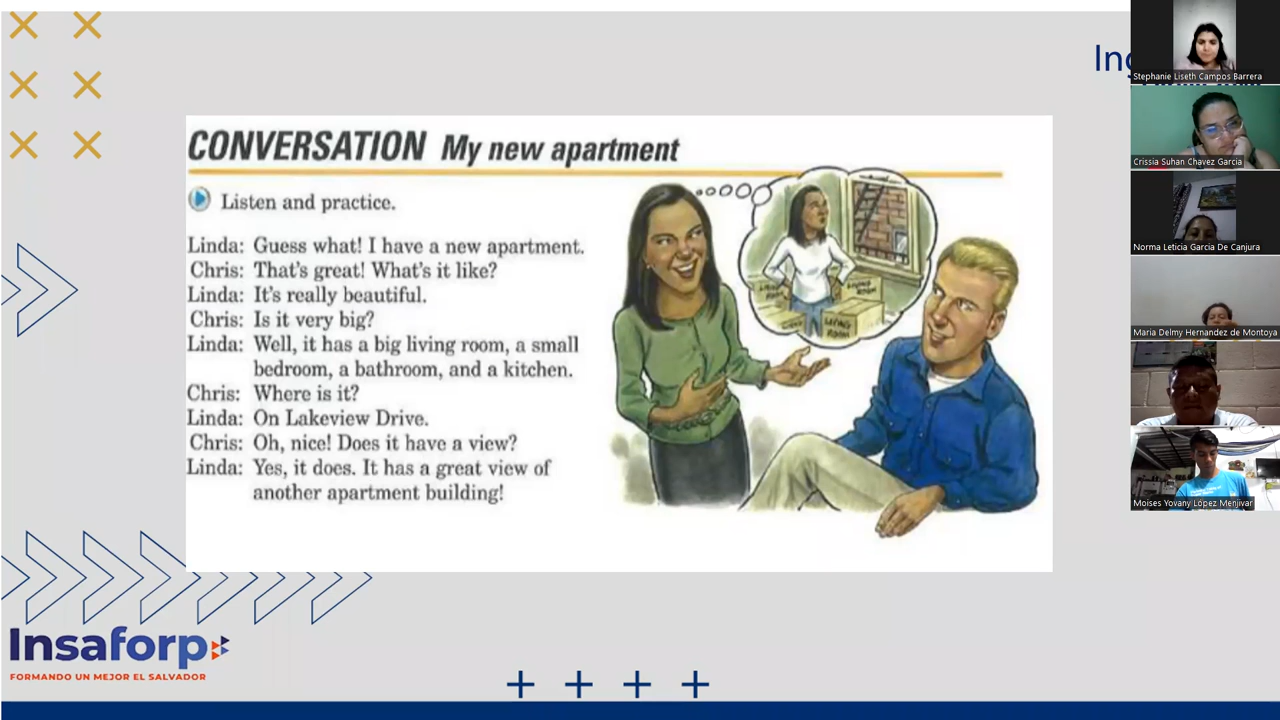 Ing
CONVERSATION My new apartment
Listen and practice.
Linda: Guess what! I have a new apartment.
Chris: That's great! What's it like?
Linda: It's really beautiful.
Chris: Is it very big?
Linda: Well, it has a big living room, a small
bedroom, a bathroom, and a kitchen.
Chris: Where is it?
Linda: On Lakeview Drive.
Chris: Oh, nice! Does it have a view?
Linda: Yes, it does. It has a great view of
another apartment building!
LIVING
ROOM
Insaforp
FORMANDO UN MEJOR EL SALVADOR
Stephanie Liseth Campos Barrera
Crissia Suhan Chavez Garcia
Norma Leticia Garcia De Canjura
Maria Delmy Hernandez de Montoya
Moises Yovany López Menjivar